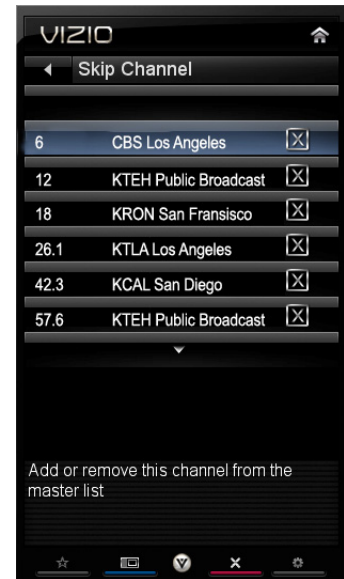 VIZIO
Skip Channel
6 CBS Los Angeles X
12 KTEH Public Broadcast X
18 KRON San Fransisco X
26.1 KTLA Los Angeles X
42.3 KCAL San Diego X
57.6 KTEH Public Broadcast X
Add or remove this channel from the
master list
V X